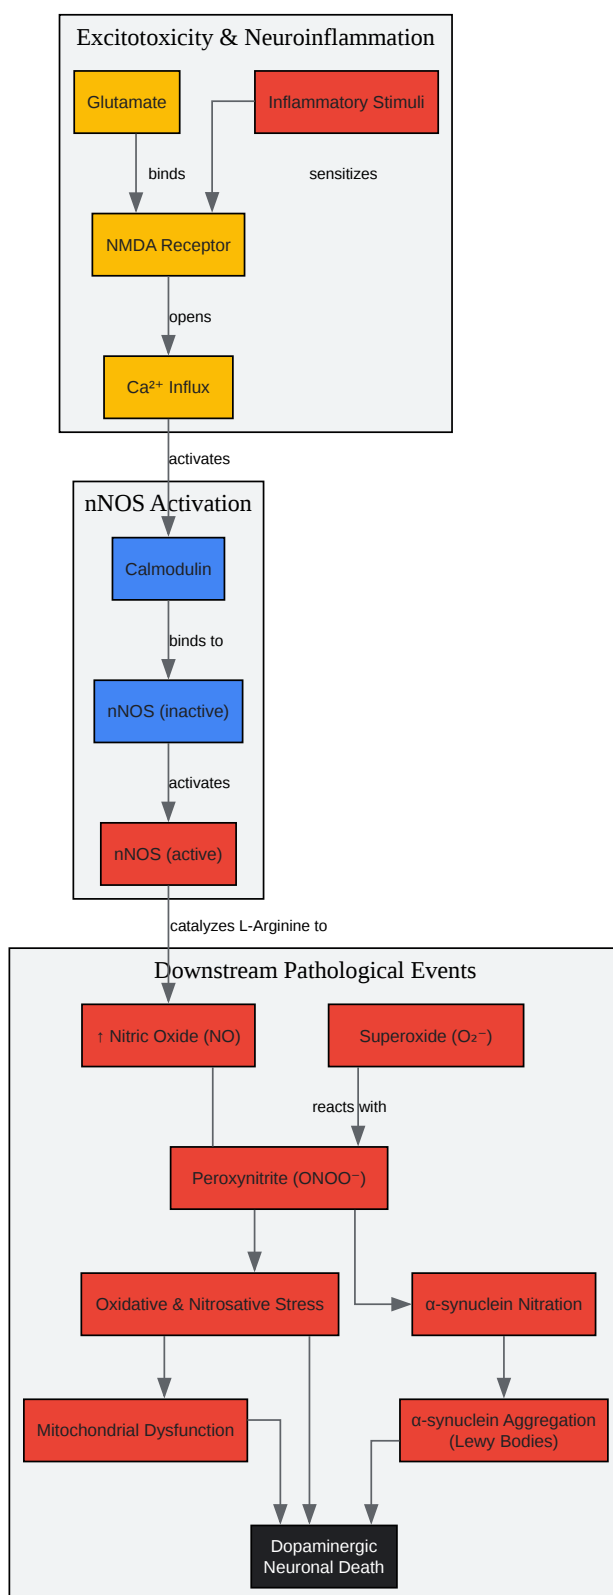 Excitotoxicity & Neuroinflammation
Glutamate
Inflammatory Stimuli
binds
sensitizes
NMDA Receptor
opens
Ca²⁺ Influx
activates
nNOS Activation
Calmodulin
binds to
nNOS (inactive)
activates
nNOS (active)
catalyzes L-Arginine to
Downstream Pathological Events
↑ Nitric Oxide (NO)
Superoxide (O₂⁻)
reacts with
Peroxynitrite (ONOO⁻)
Oxidative & Nitrosative Stress
α-synuclein Nitration
Mitochondrial Dysfunction
α-synuclein Aggregation
(Lewy Bodies)
Dopaminergic
Neuronal Death